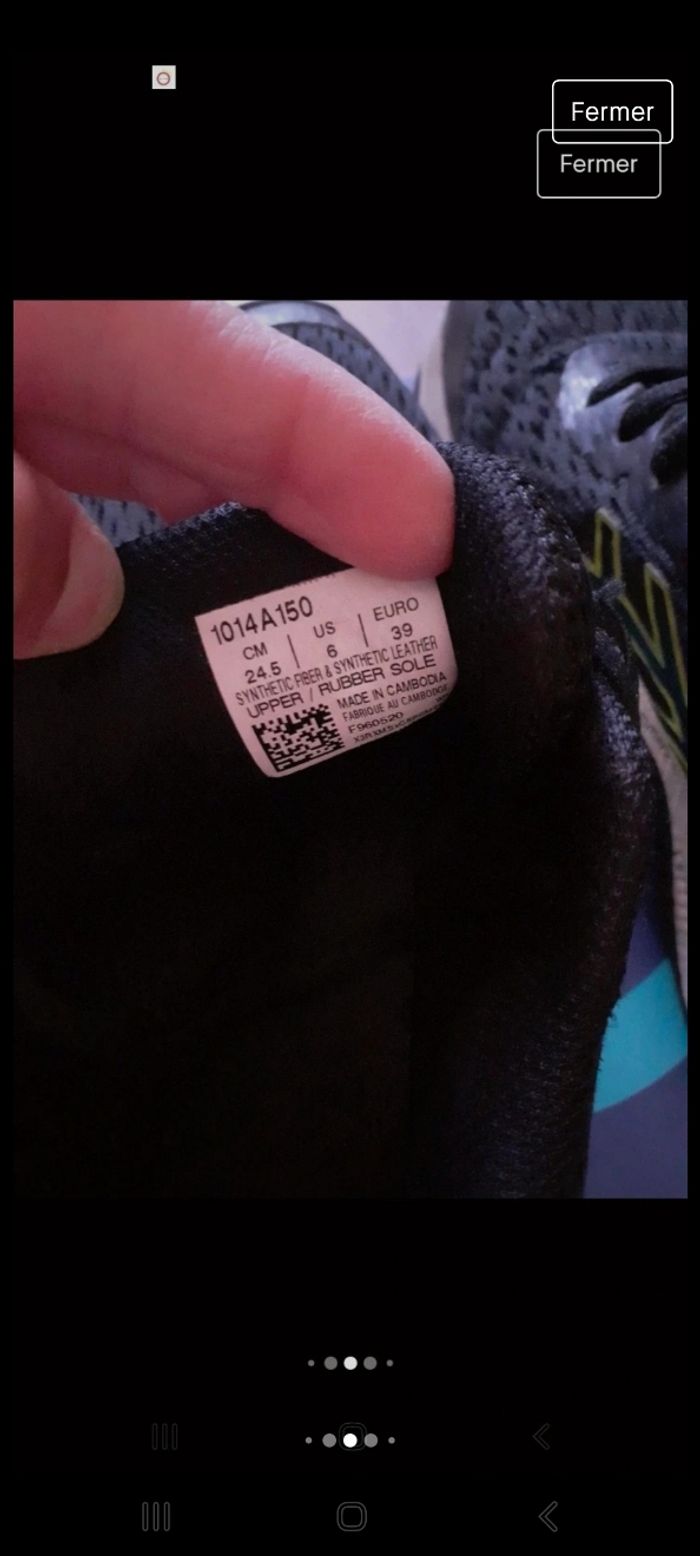 Fermer
Fermer
1014A150
CM | US | EURO
24.5 | 6 | 39
SYNTHETIC FIBER & SYNTHETIC LEATHER
UPPER / RUBBER SOLE
MADE IN CAMBODIA
FABRIQUE AU CAMBODGE
F960520